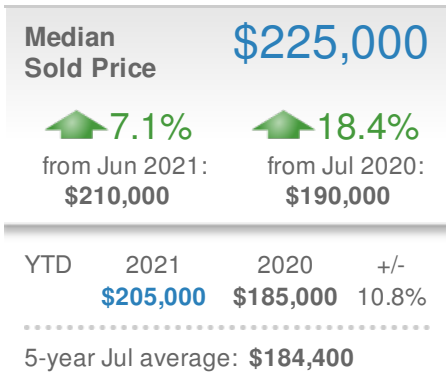 Median $225,000
Sold Price
7.1% 18.4%
from Jun 2021: from Jul 2020:
$210,000 $190,000
YTD 2021 2020 +/-
$205,000 $185,000 10.8%
5-year Jul average: $184,400